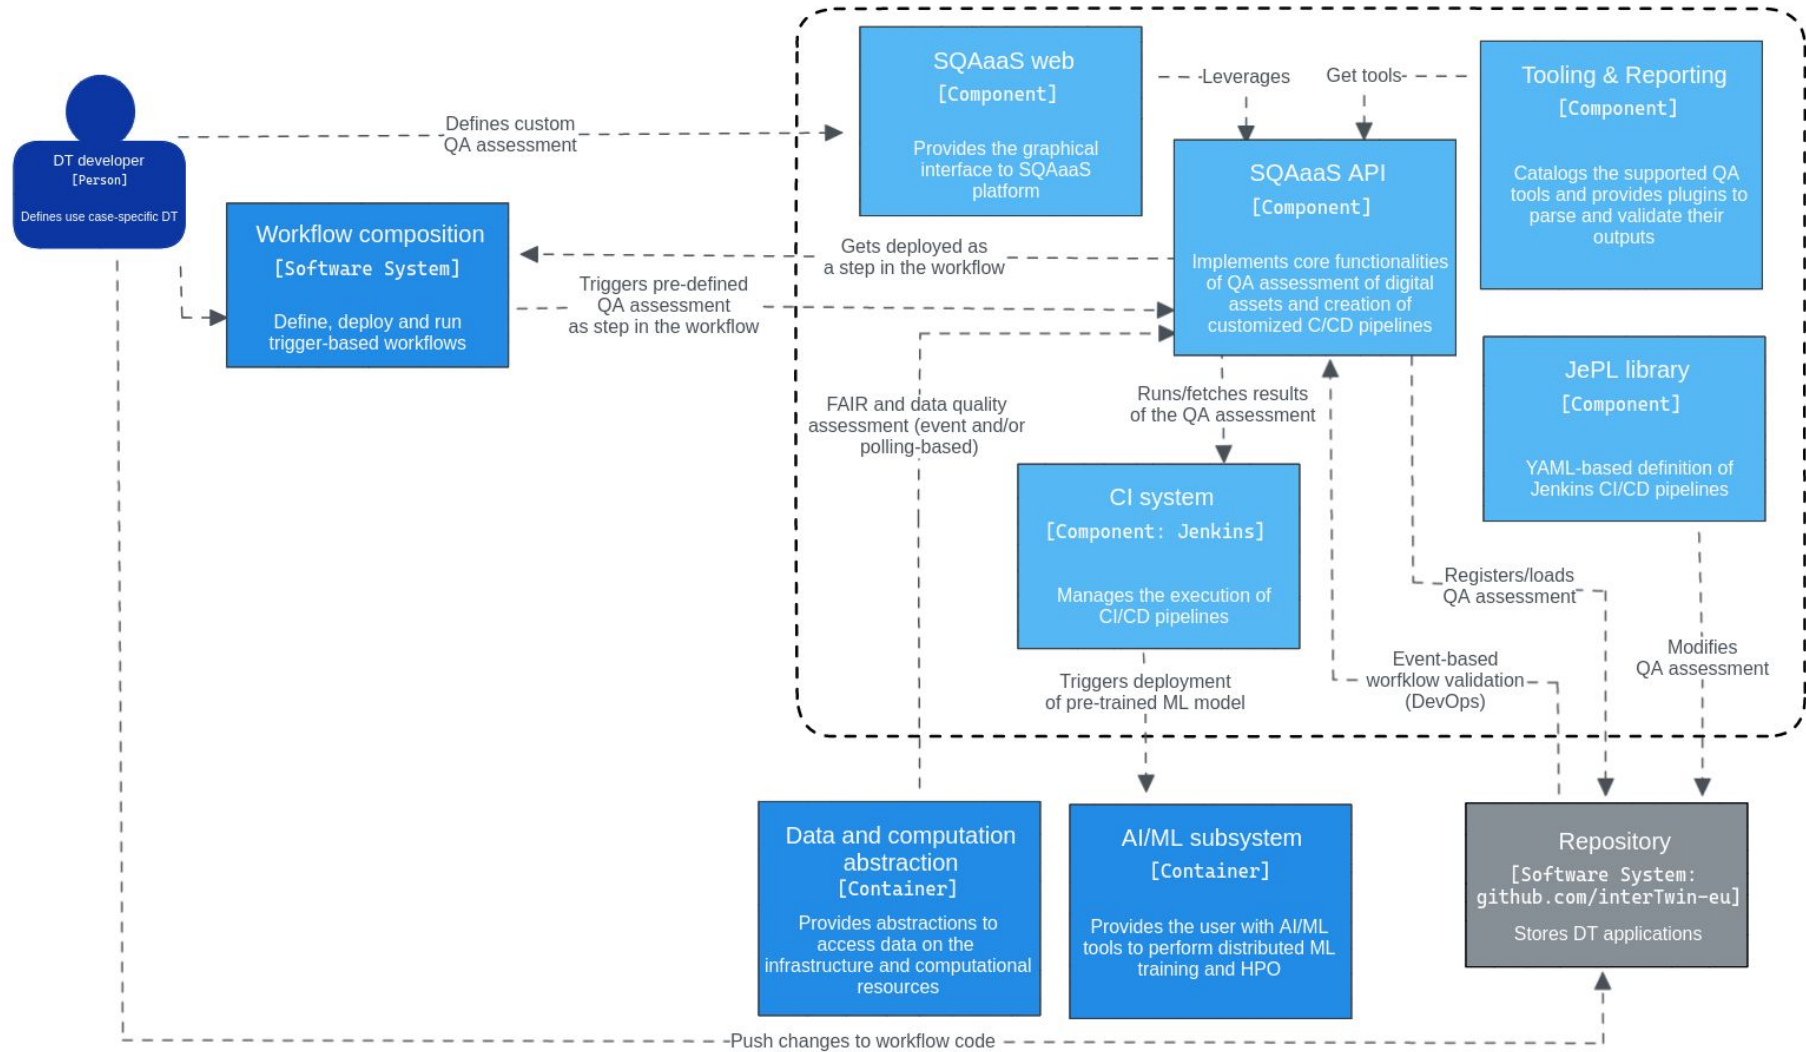 SQAaaS web
[Component]
Provides the graphical
interface to SQAaaS
platform
Leverages
Get tools
Tooling & Reporting
[Component]
Catalogs the supported QA
tools and provides plugins to
parse and validate their
outputs
DT developer
[Person]
Defines use case-specific DT
Defines custom
QA assessment
SQAaaS API
[Component]
Implements core functionalities
of QA assessment of digital
assets and creation of
customized C/CD pipelines
Workflow composition
[Software System]
Define, deploy and run
trigger-based workflows
Gets deployed as
a step in the workflow
Triggers pre-defined
QA assessment
as step in the workflow
JePL library
[Component]
YAML-based definition of
Jenkins CI/CD pipelines
FAIR and data quality
assessment (event and/or
polling-based)
Runs/fetches results
of the QA assessment
CI system
[Component: Jenkins]
Manages the execution of
CI/CD pipelines
Registers/loads
QA assessment
Modifies
QA assessment
Event-based
worfklow validation
(DevOps)
Triggers deployment
of pre-trained ML model
Data and computation
abstraction
[Container]
Provides abstractions to
access data on the
infrastructure and computational
resources
AI/ML subsystem
[Container]
Provides the user with AI/ML
tools to perform distributed ML
training and HPO
Repository
[Software System:
github.com/interTwin-eu]
Stores DT applications
Push changes to workflow code